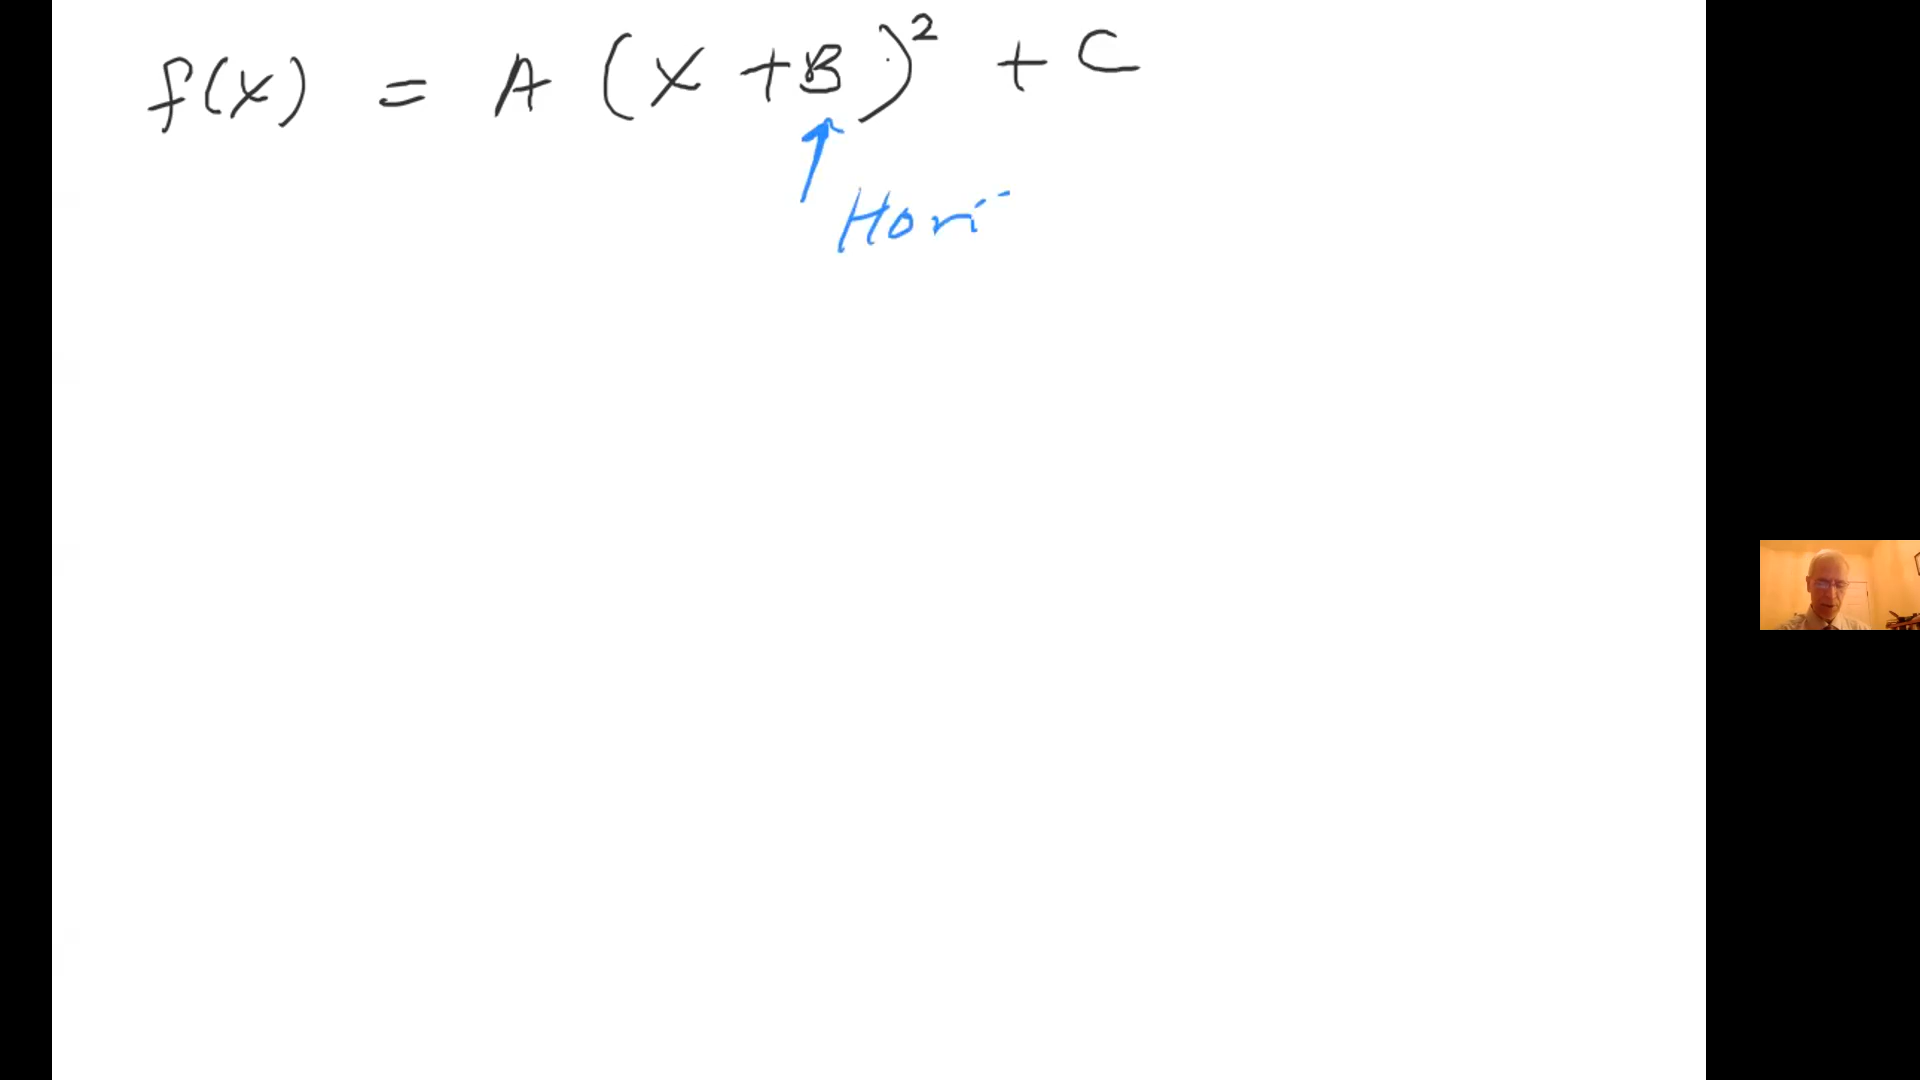 f(x) = A (x + B)² + C
Hori